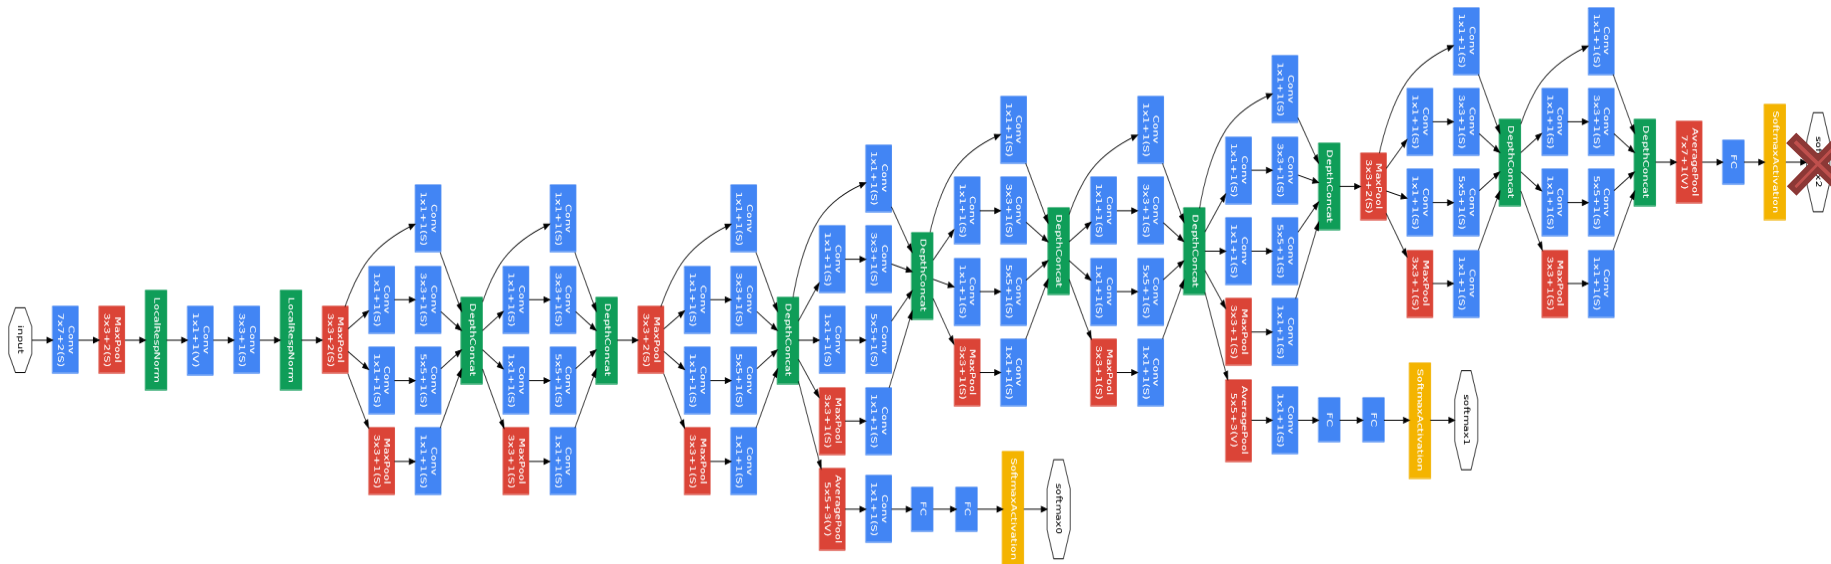 input
Conv
7x7+2(S)
MaxPool
3x3+2(S)
LocalRespNorm
Conv
1x1+1(V)
Conv
3x3+1(S)
LocalRespNorm
MaxPool
3x3+2(S)
Conv
1x1+1(S)
Conv
1x1+1(S)
MaxPool
3x3+1(S)
Conv
1x1+1(S)
Conv
3x3+1(S)
Conv
5x5+1(S)
Conv
1x1+1(S)
DepthConcat
Conv
1x1+1(S)
Conv
1x1+1(S)
MaxPool
3x3+1(S)
Conv
1x1+1(S)
Conv
3x3+1(S)
Conv
5x5+1(S)
Conv
1x1+1(S)
DepthConcat
MaxPool
3x3+2(S)
Conv
1x1+1(S)
Conv
1x1+1(S)
MaxPool
3x3+1(S)
Conv
1x1+1(S)
Conv
3x3+1(S)
Conv
5x5+1(S)
Conv
1x1+1(S)
DepthConcat
Conv
1x1+1(S)
Conv
1x1+1(S)
MaxPool
3x3+1(S)
AveragePool
5x5+3(V)
Conv
1x1+1(S)
Conv
3x3+1(S)
Conv
5x5+1(S)
Conv
1x1+1(S)
Conv
1x1+1(S)
DepthConcat
FC
Conv
1x1+1(S)
Conv
1x1+1(S)
MaxPool
3x3+1(S)
FC
Conv
1x1+1(S)
Conv
3x3+1(S)
Conv
5x5+1(S)
Conv
1x1+1(S)
SoftmaxActivation
DepthConcat
softmax0
Conv
1x1+1(S)
Conv
1x1+1(S)
MaxPool
3x3+1(S)
Conv
1x1+1(S)
Conv
3x3+1(S)
Conv
5x5+1(S)
Conv
1x1+1(S)
DepthConcat
Conv
1x1+1(S)
Conv
1x1+1(S)
MaxPool
3x3+1(S)
AveragePool
5x5+3(V)
Conv
1x1+1(S)
Conv
3x3+1(S)
Conv
5x5+1(S)
Conv
1x1+1(S)
Conv
1x1+1(S)
DepthConcat
FC
MaxPool
3x3+2(S)
FC
Conv
1x1+1(S)
Conv
1x1+1(S)
MaxPool
3x3+1(S)
SoftmaxActivation
Conv
1x1+1(S)
Conv
3x3+1(S)
Conv
5x5+1(S)
Conv
1x1+1(S)
softmax1
DepthConcat
Conv
1x1+1(S)
Conv
1x1+1(S)
MaxPool
3x3+1(S)
Conv
1x1+1(S)
Conv
3x3+1(S)
Conv
5x5+1(S)
Conv
1x1+1(S)
DepthConcat
AveragePool
7x7+1(V)
FC
SoftmaxActivation